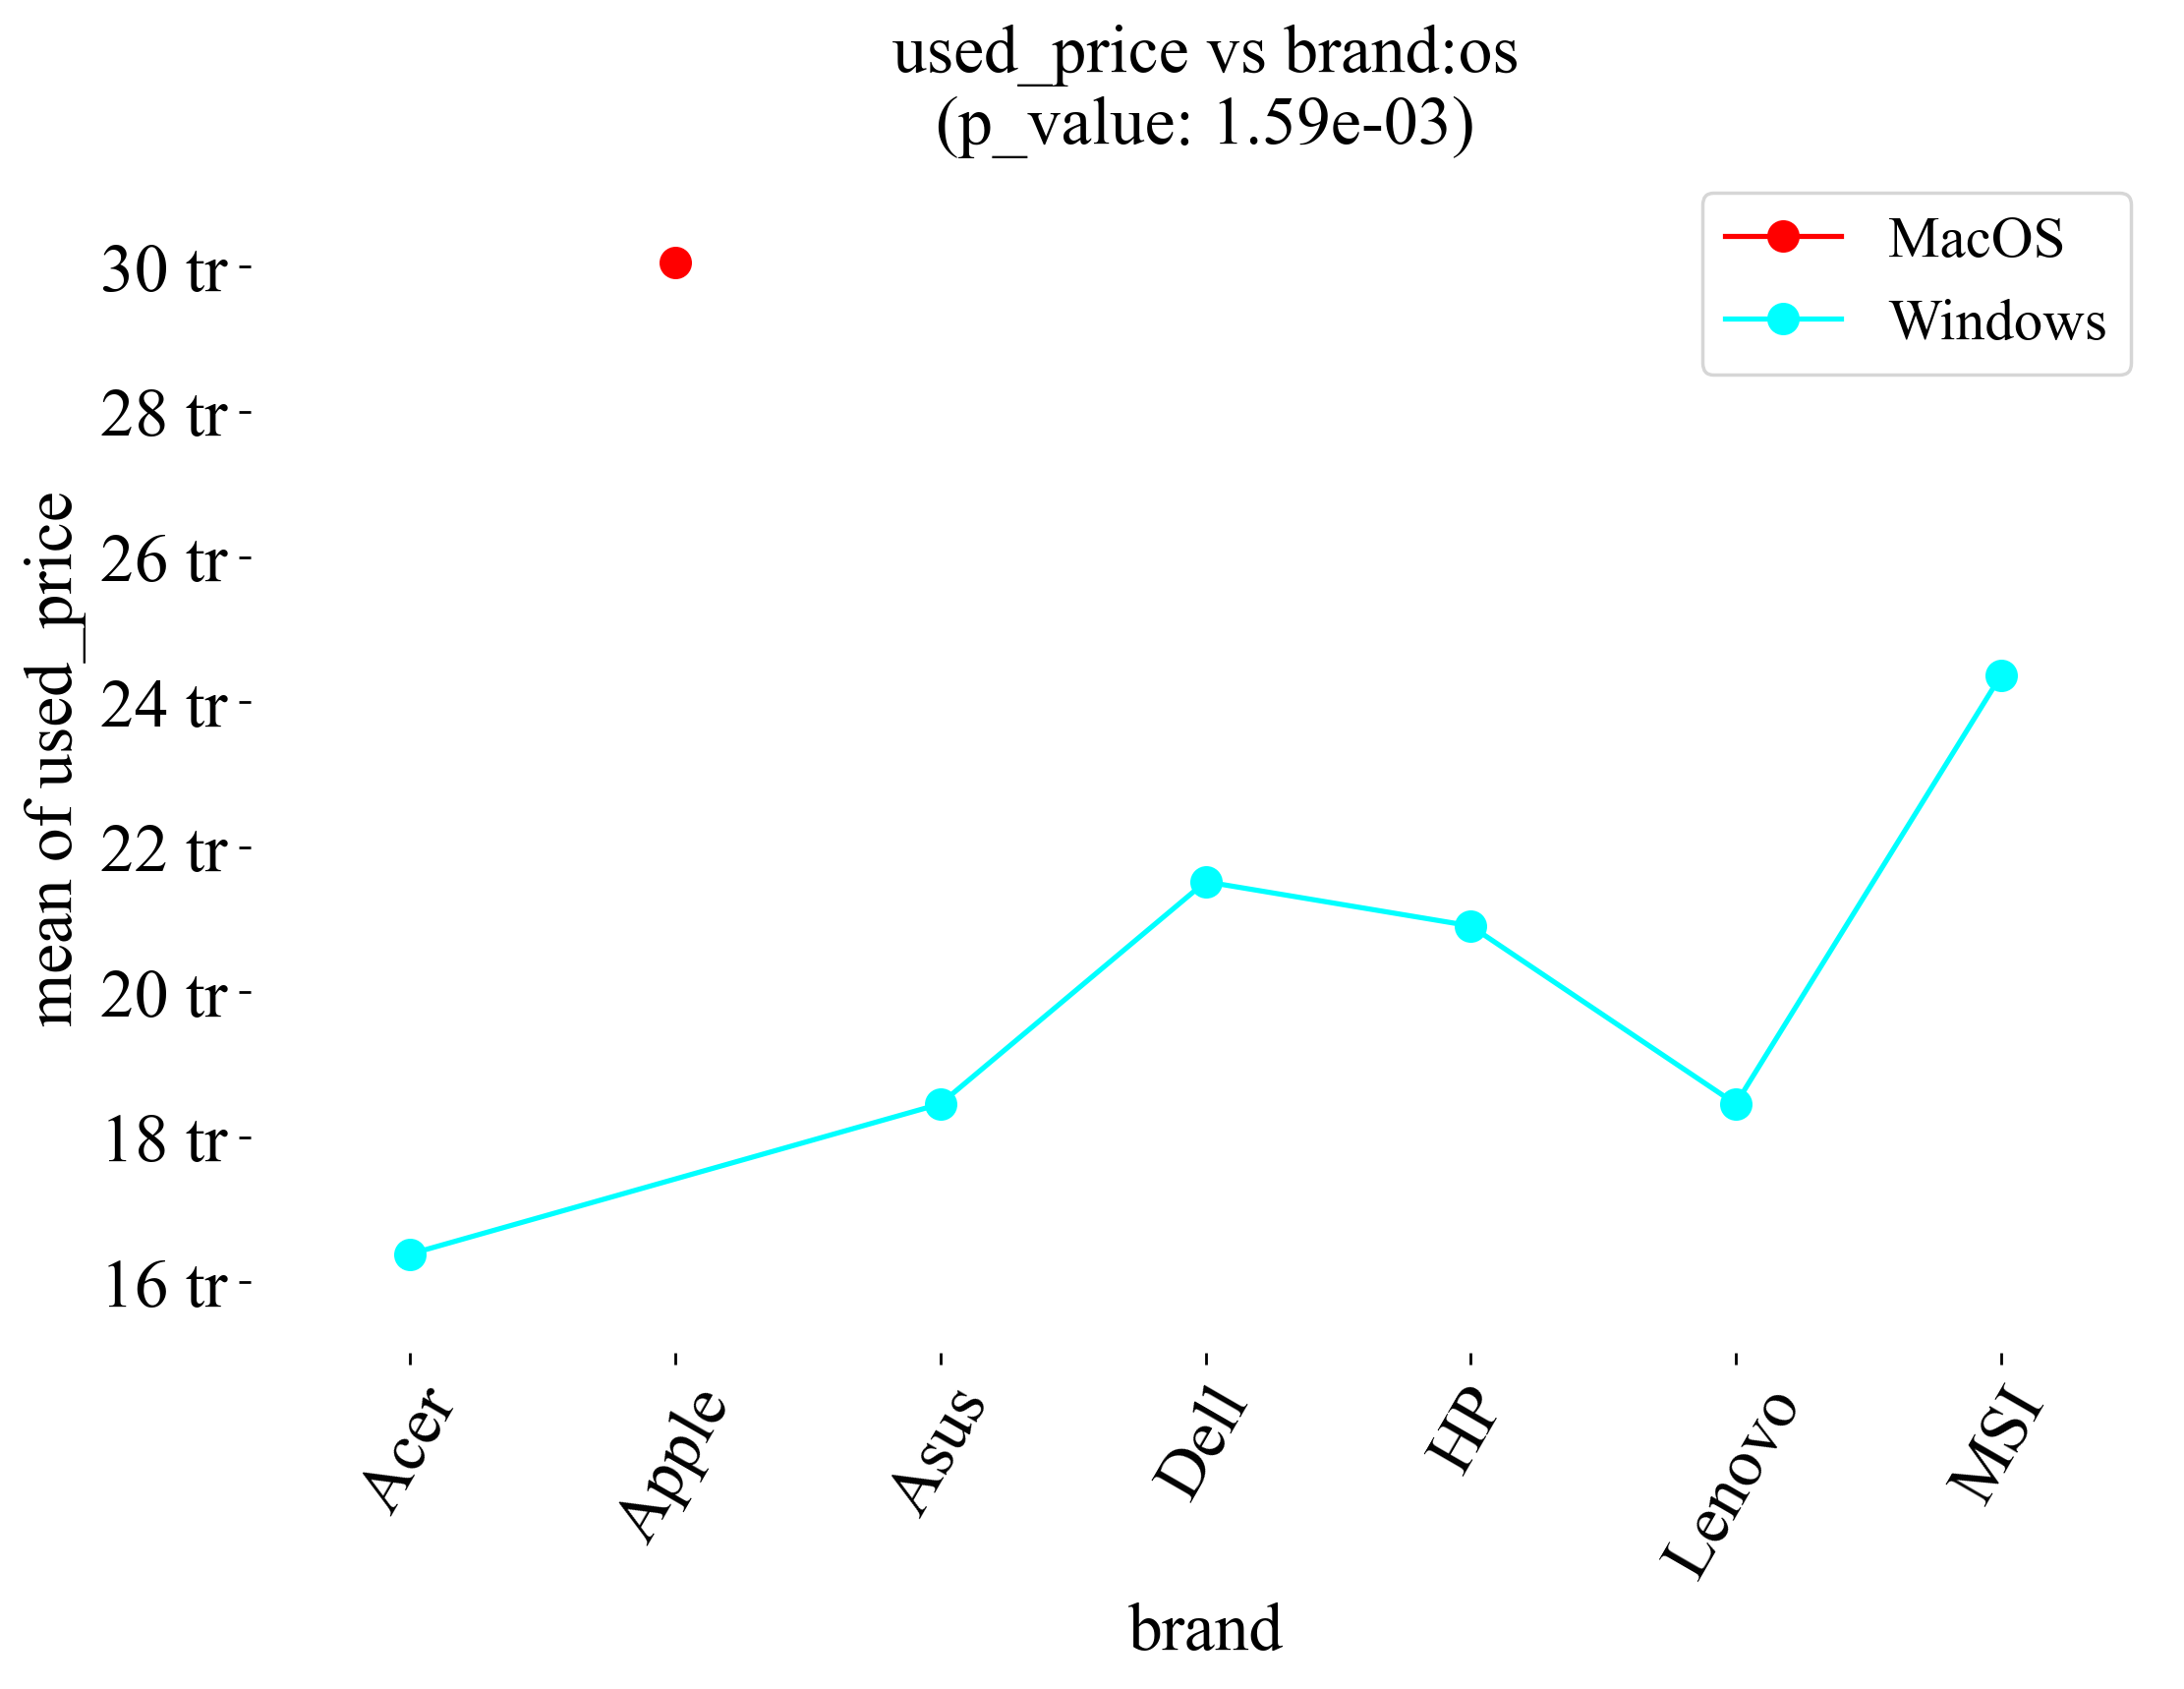 used_price vs brand:os
(p_value: 1.59e-03)
MacOS
Windows
mean of used_price
30 tr
28 tr
26 tr
24 tr
22 tr
20 tr
18 tr
16 tr
Acer
Apple
Asus
Dell
HP
Lenovo
MSI
brand